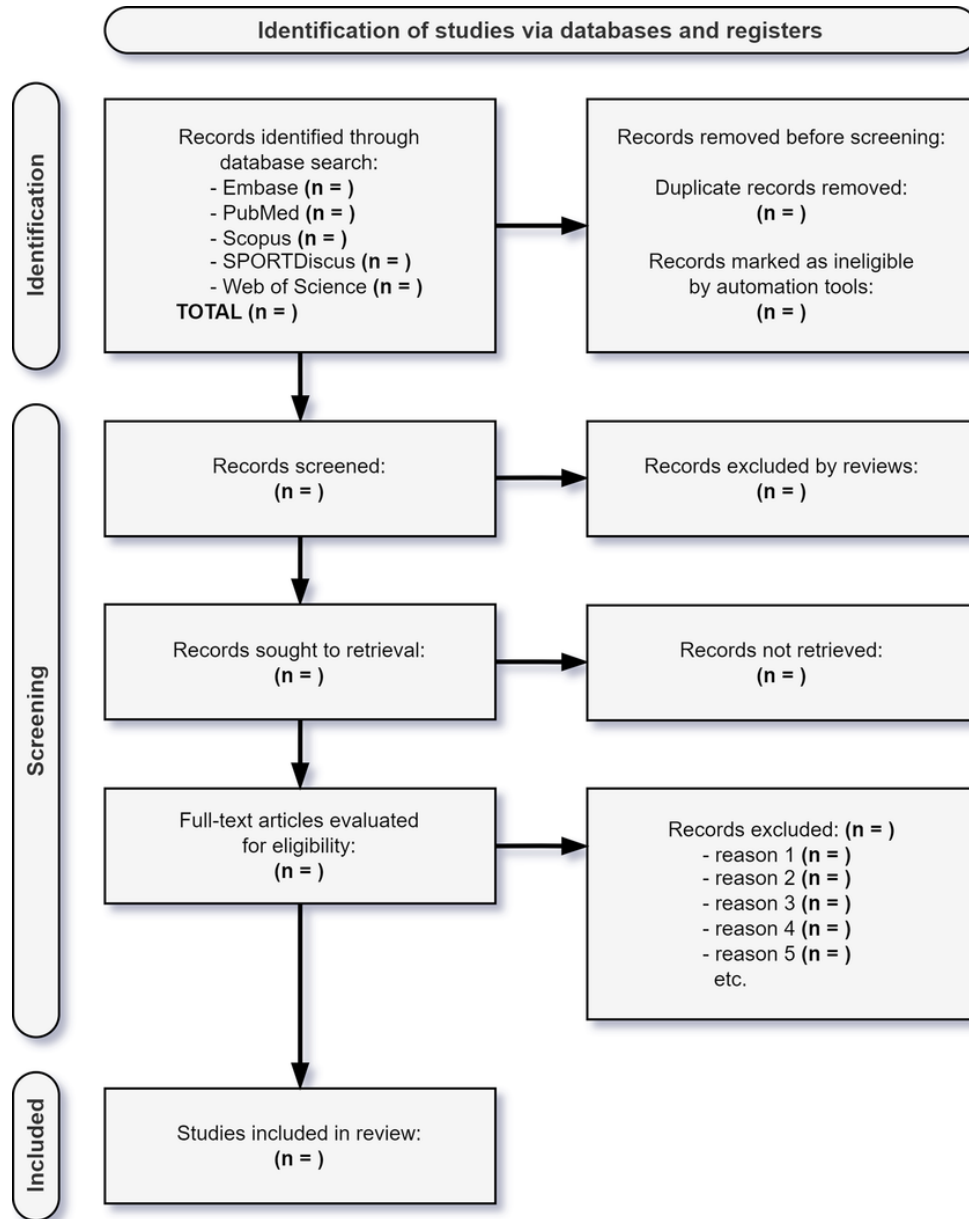 Identification of studies via databases and registers
Identification
Records identified through
database search:
- Embase (n = )
- PubMed (n = )
- Scopus (n = )
- SPORTDiscus (n = )
- Web of Science (n = )
TOTAL (n = )
Records removed before screening:
Duplicate records removed:
(n = )
Records marked as ineligible
by automation tools:
(n = )
Screening
Records screened:
(n = )
Records excluded by reviews:
(n = )
Records sought to retrieval:
(n = )
Records not retrieved:
(n = )
Full-text articles evaluated
for eligibility:
(n = )
Records excluded: (n = )
- reason 1 (n = )
- reason 2 (n = )
- reason 3 (n = )
- reason 4 (n = )
- reason 5 (n = )
etc.
Included
Studies included in review:
(n = )